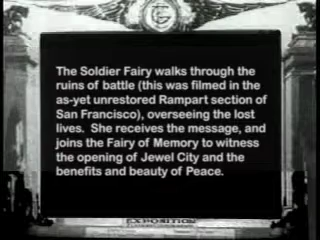 The Soldier Fairy walks through the
ruins of battle (this was filmed in the
as-yet unrestored Rampart section of
San Francisco), overseeing the lost
lives. She receives the message, and
joins the Fairy of Memory to witness
the opening of Jewel City and the
benefits and beauty of Peace.
EXPOSITION